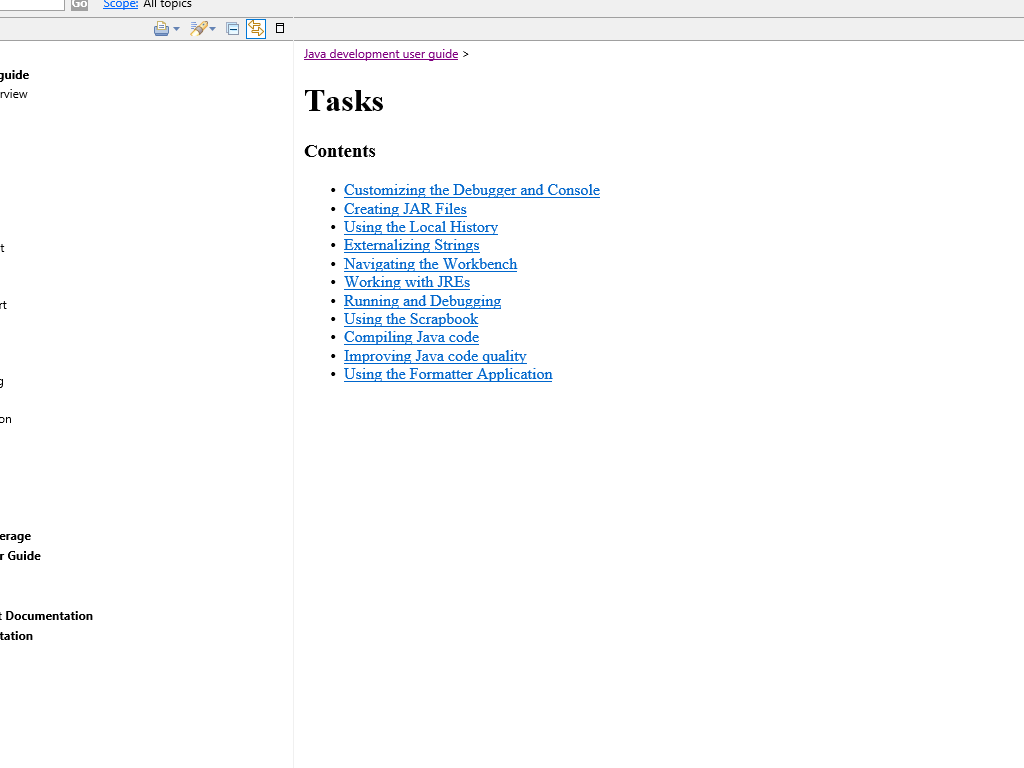 Go Scope: All topics
Java development user guide >
guide
rview
Tasks
Contents
• Customizing the Debugger and Console
• Creating JAR Files
• Using the Local History
• Externalizing Strings
• Navigating the Workbench
• Working with JREs
• Running and Debugging
• Using the Scrapbook
• Compiling Java code
• Improving Java code quality
• Using the Formatter Application
t
rt
g
on
erage
r Guide
t Documentation
tation